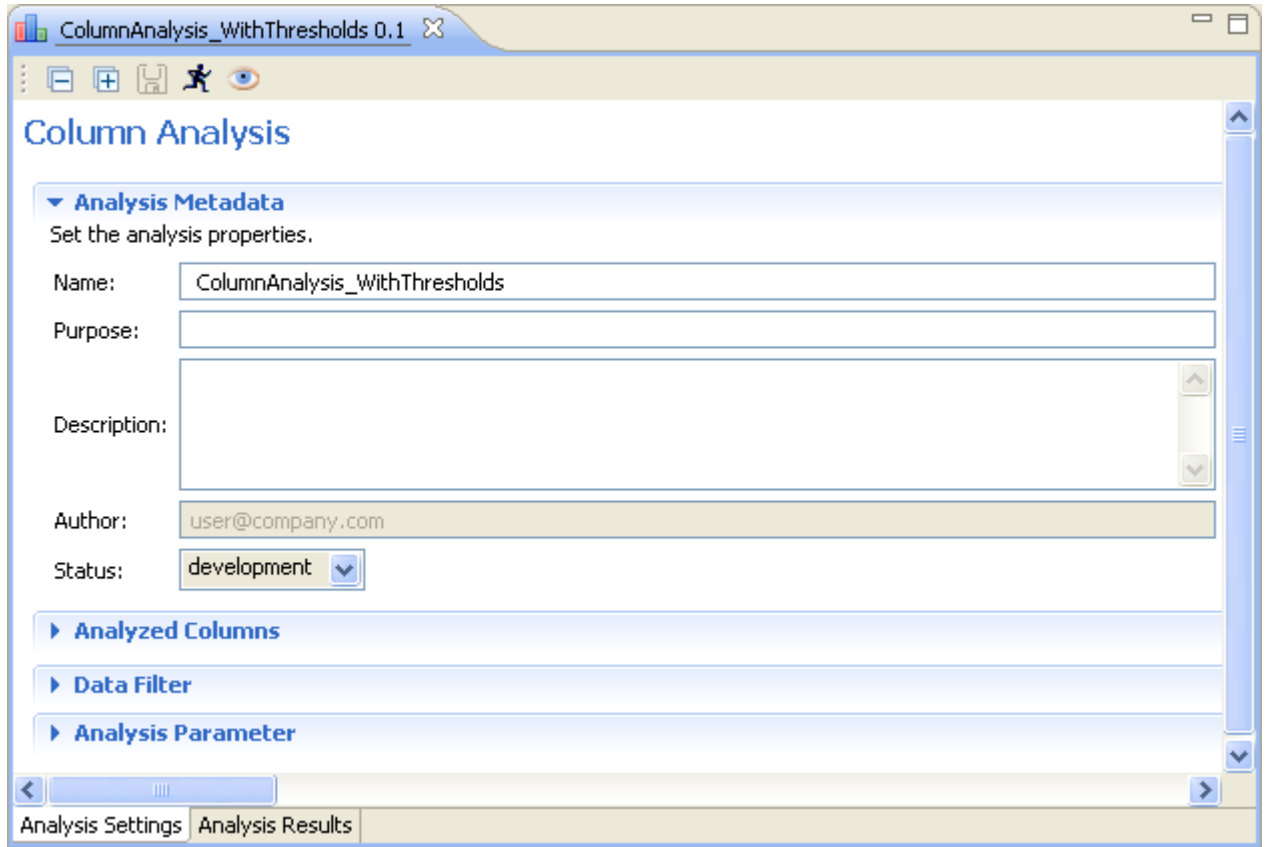 ColumnAnalysis_WithThresholds 0.1
Column Analysis
Analysis Metadata
Set the analysis properties.
Name: ColumnAnalysis_WithThresholds
Purpose:
Description:
Author: user@company.com
Status: development
Analyzed Columns
Data Filter
Analysis Parameter
Analysis Settings Analysis Results